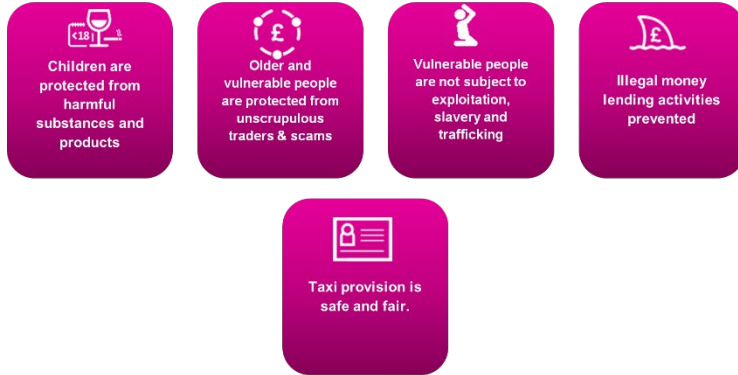 <18
Children are
protected from
harmful
substances and
products
£
Older and
vulnerable people
are protected from
unscrupulous
traders & scams
Vulnerable people
are not subject to
exploitation,
slavery and
trafficking
£
Illegal money
lending activities
prevented
Taxi provision is
safe and fair.